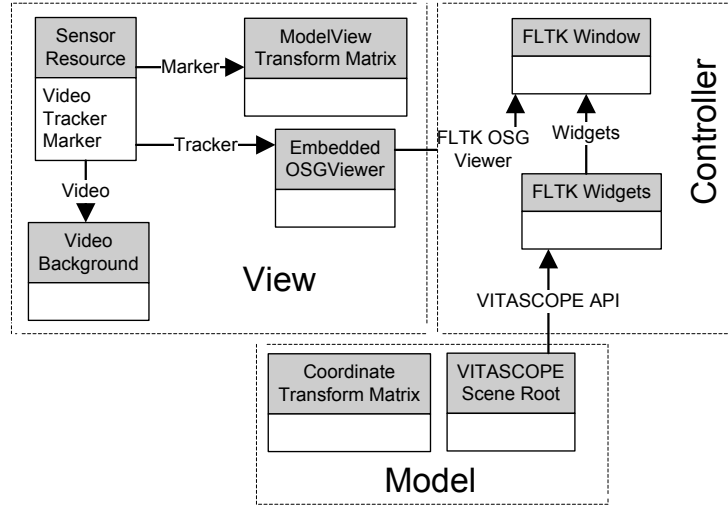 Sensor
Resource
Video
Tracker
Marker
Marker
ModelView
Transform Matrix
Tracker
Embedded
OSGViewer
Video
Video
Background
View
FLTK Window
FLTK OSG
Viewer
Widgets
FLTK Widgets
Controller
VITASCOPE API
Coordinate
Transform Matrix
VITASCOPE
Scene Root
Model